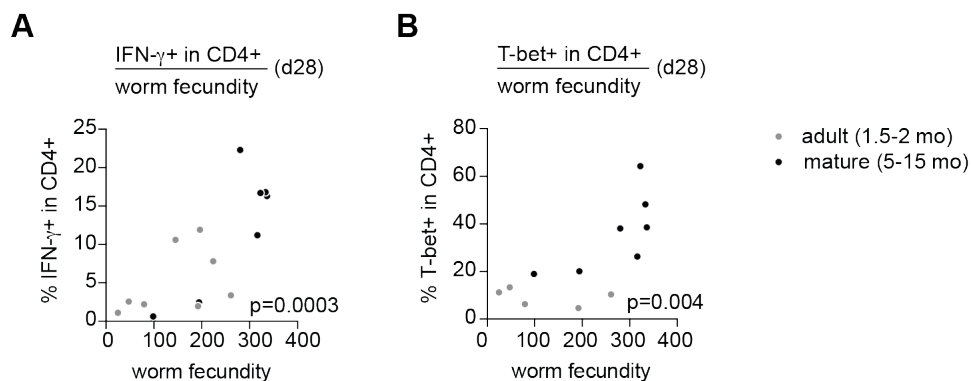 A
IFN-γ+ in CD4+
worm fecundity
(d28)
25
20
15
10
5
0
% IFN-γ+ in CD4+
p=0.0003
0 100 200 300 400
worm fecundity
B
T-bet+ in CD4+
worm fecundity
(d28)
80
60
40
20
0
% T-bet+ in CD4+
p=0.004
0 100 200 300 400
worm fecundity
adult (1.5-2 mo)
mature (5-15 mo)